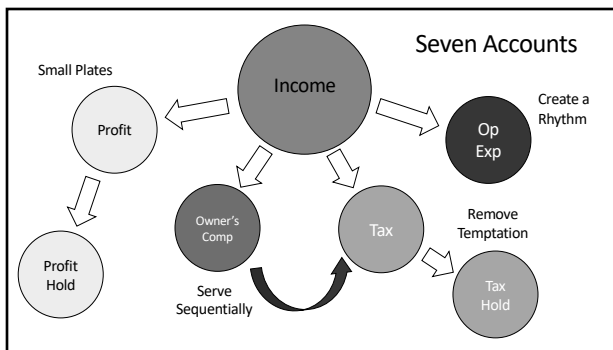 Seven Accounts
Small Plates
Income
Profit
Create a
Rhythm
Op
Exp
Owner's
Comp
Tax
Remove
Temptation
Profit
Hold
Serve
Sequentially
Tax
Hold